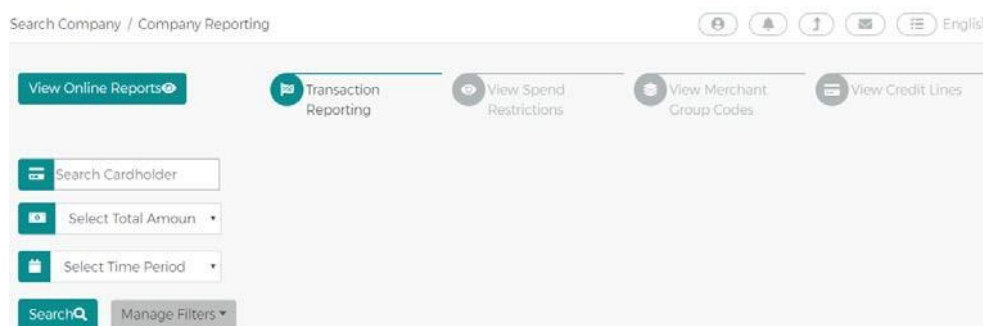 Search Company / Company Reporting
English
View Online Reports
Transaction
Reporting
View Spend
Restrictions
View Merchant
Group Codes
View Credit Lines
Search Cardholder
Select Total Amoun
Select Time Period
Search
Manage Filters